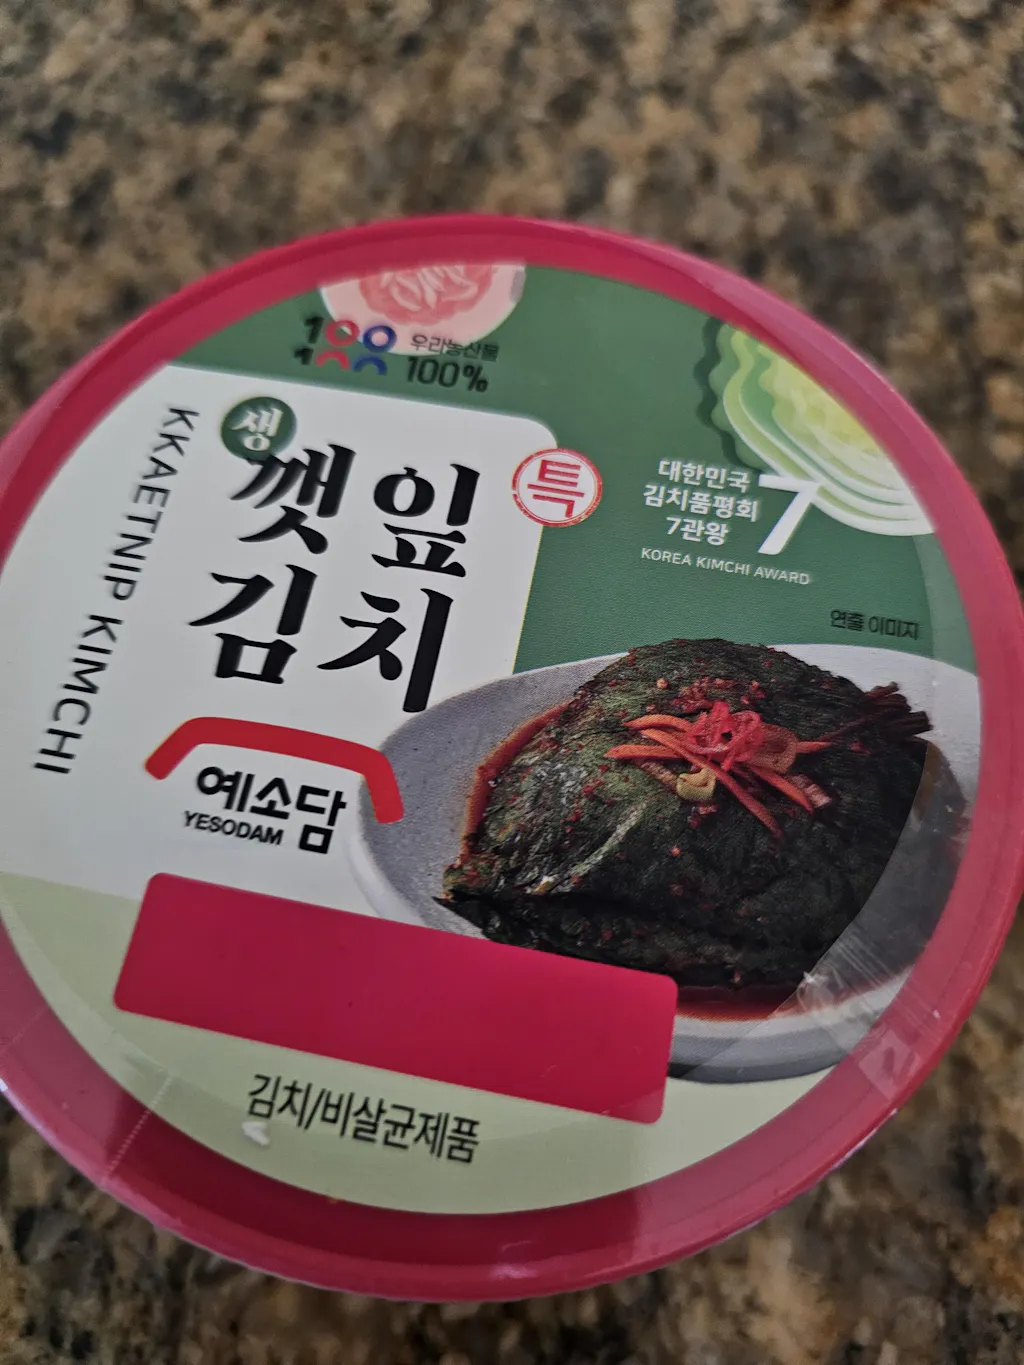 100
우리농산물
100%
생
깻잎
김치
특
KKAETNIP KIMCHI
대한민국
김치품평회
7관왕
7
KOREA KIMCHI AWARD
연출 이미지
예소담
YESODAM
김치/비살균제품